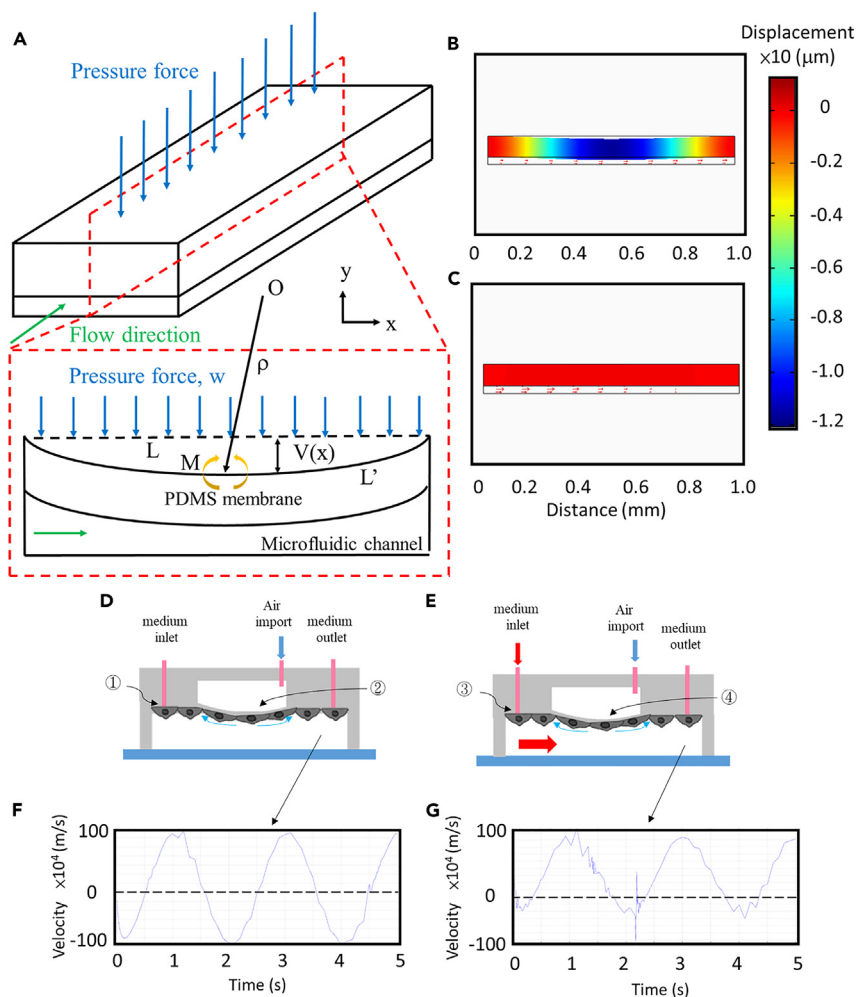 A
Pressure force
O
y
x
Flow direction
ρ
Pressure force, w
L
V(x)
M
L'
PDMS membrane
Microfluidic channel
B
0 0.2 0.4 0.6 0.8 1.0
C
0 0.2 0.4 0.6 0.8 1.0
Distance (mm)
Displacement
×10 (μm)
0
-0.2
-0.4
-0.6
-0.8
-1.0
-1.2
D
medium
inlet
Air
import
medium
outlet
①
②
E
medium
inlet
Air
import
medium
outlet
③
④
F
Velocity ×10⁴ (m/s)
100
0
-100
0 1 2 3 4 5
Time (s)
G
Velocity ×10⁴ (m/s)
100
0
-100
0 1 2 3 4 5
Time (s)